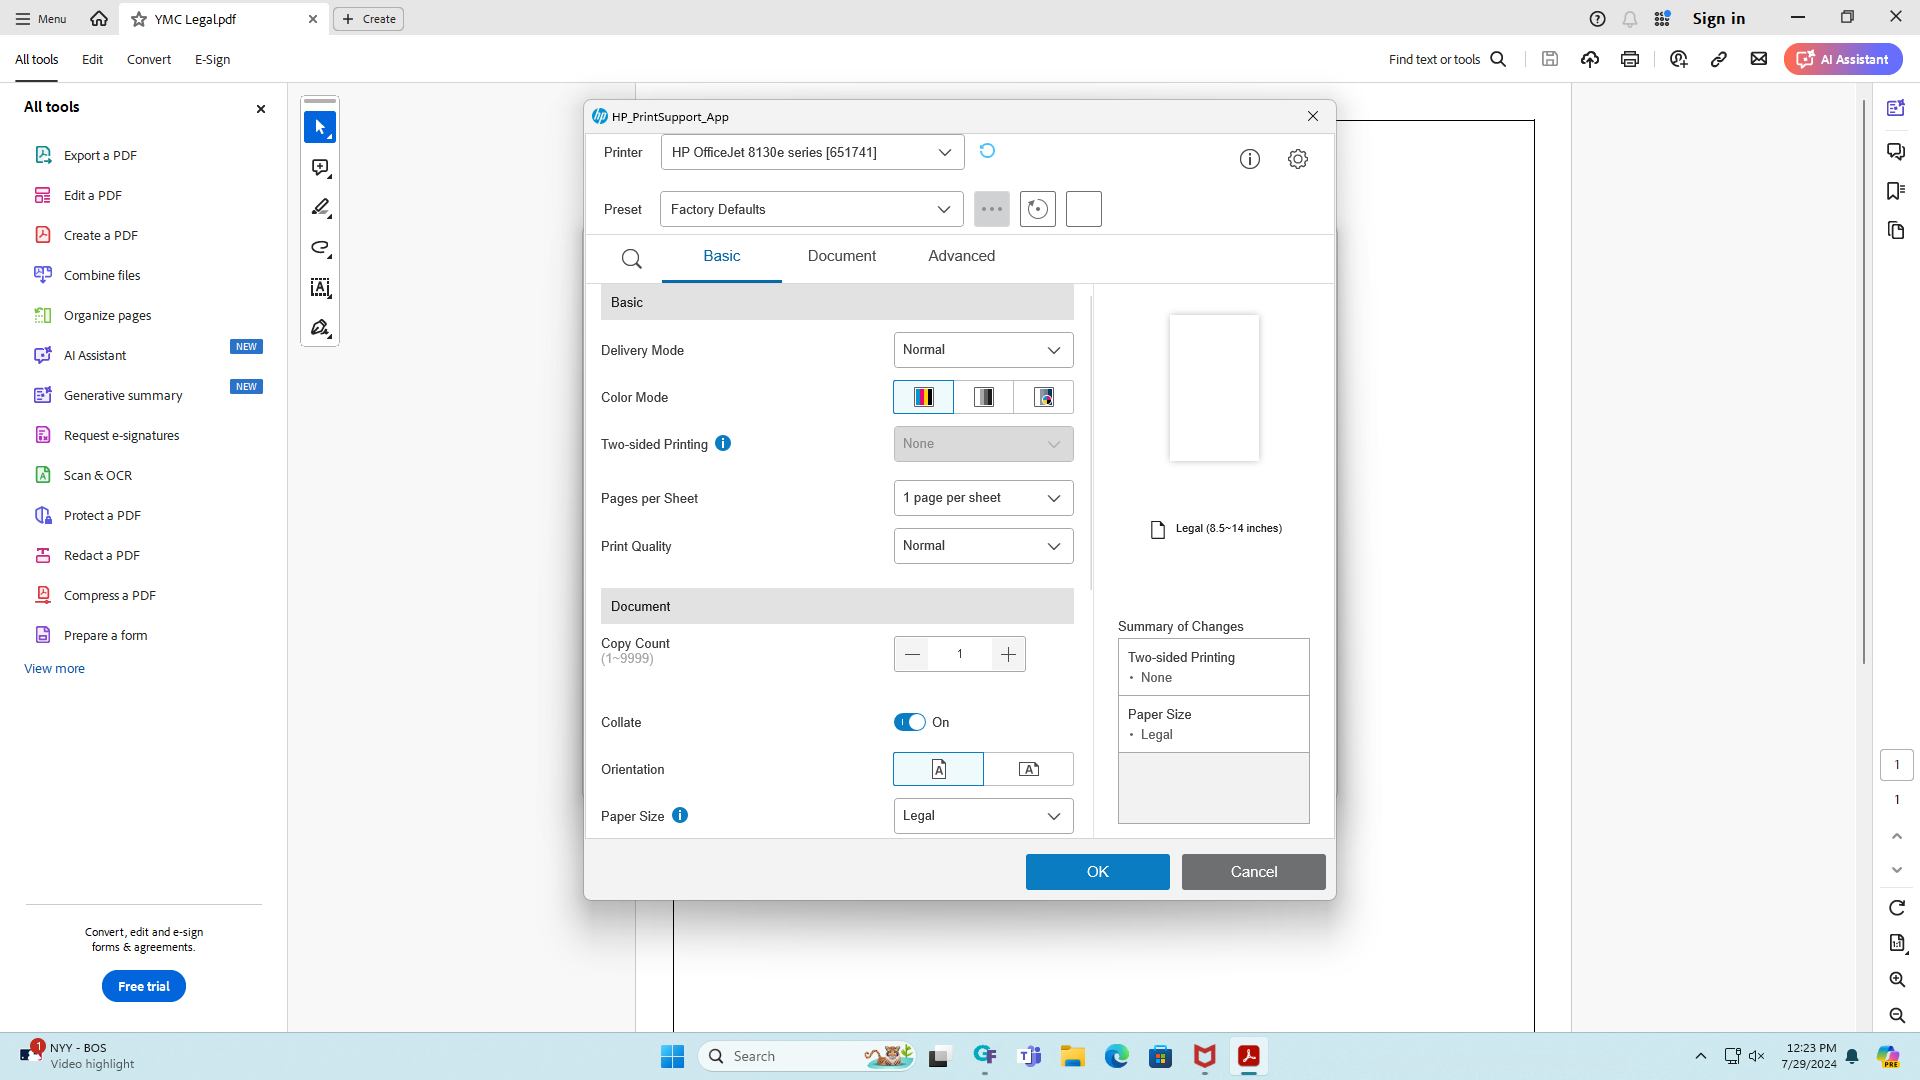 Menu
YMC Legal.pdf
Create
Sign in
All tools
Edit
Convert
E-Sign
Find text or tools
AI Assistant
All tools
Export a PDF
Edit a PDF
Create a PDF
Combine files
Organize pages
AI Assistant
NEW
Generative summary
NEW
Request e-signatures
Scan & OCR
Protect a PDF
Redact a PDF
Compress a PDF
Prepare a form
View more
Convert, edit and e-sign
forms & agreements.
Free trial
HP_PrintSupport_App
Printer
HP OfficeJet 8130e series [651741]
Preset
Factory Defaults
Basic
Document
Advanced
Basic
Delivery Mode
Normal
Color Mode
Two-sided Printing
None
Pages per Sheet
1 page per sheet
Print Quality
Normal
Document
Copy Count
(1~9999)
1
Collate
On
Orientation
Paper Size
Legal
Legal (8.5~14 inches)
Summary of Changes
Two-sided Printing
• None
Paper Size
• Legal
OK
Cancel
1
1
1
NYY - BOS
Video highlight
Search
12:23 PM
7/29/2024
PRE